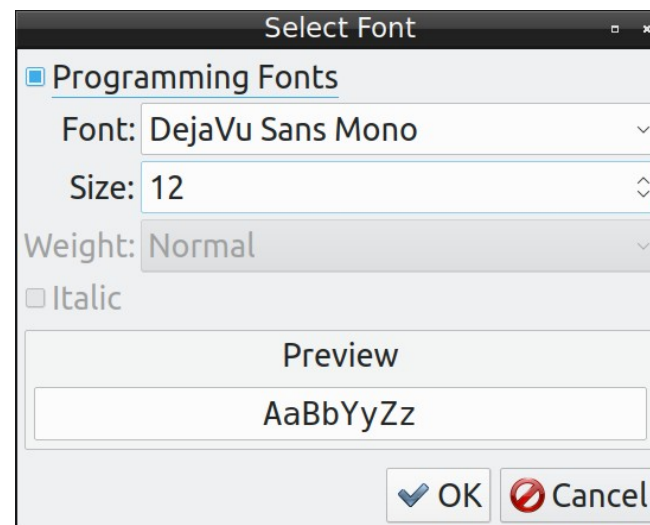 Select Font
Programming Fonts
Font: DejaVu Sans Mono
Size: 12
Weight: Normal
Italic
Preview
AaBbYyZz
OK Cancel